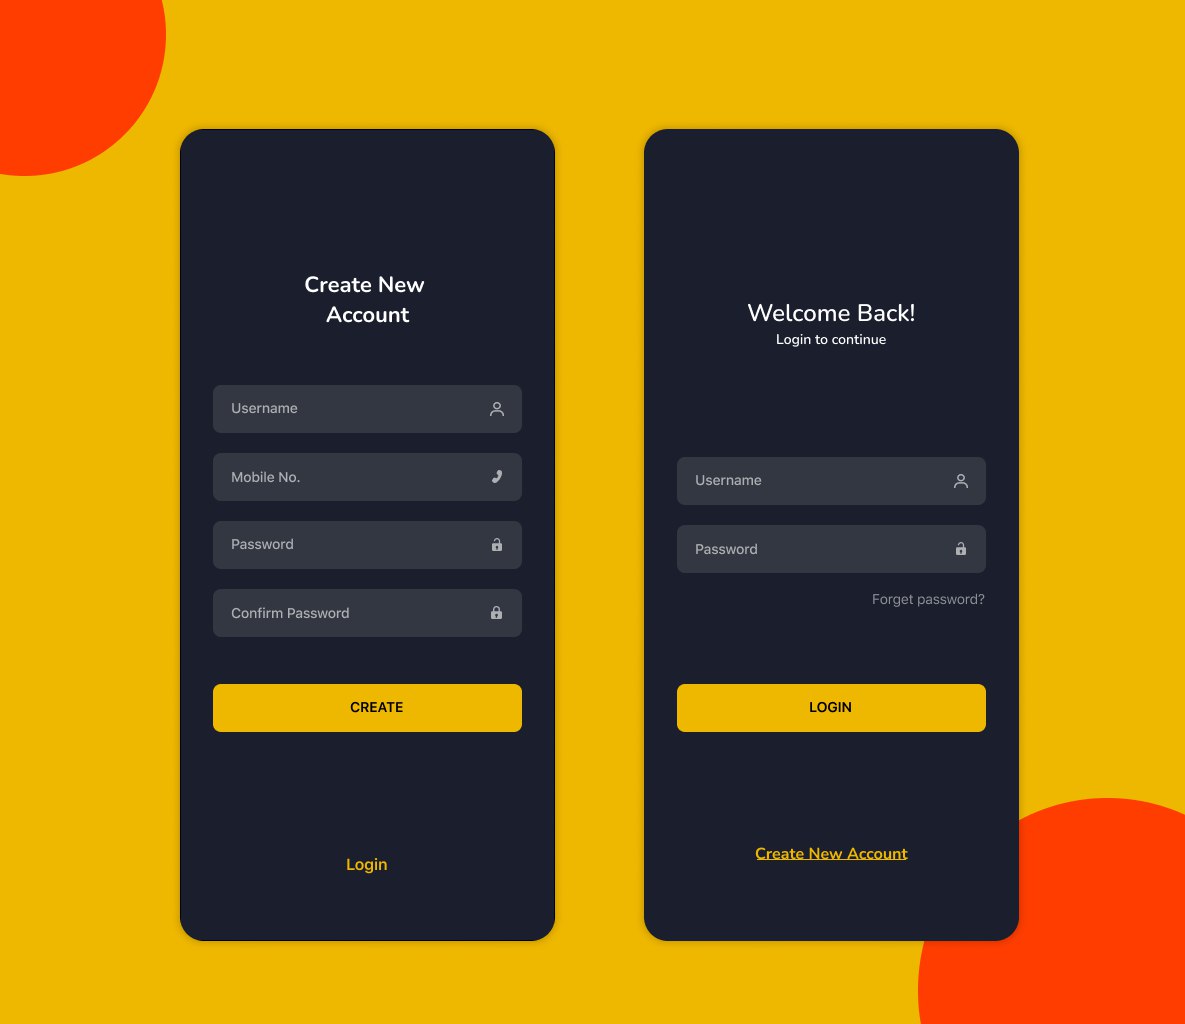 Create New
Account
Username
Mobile No.
Password
Confirm Password
CREATE
Login
Welcome Back!
Login to continue
Username
Password
Forget password?
LOGIN
Create New Account